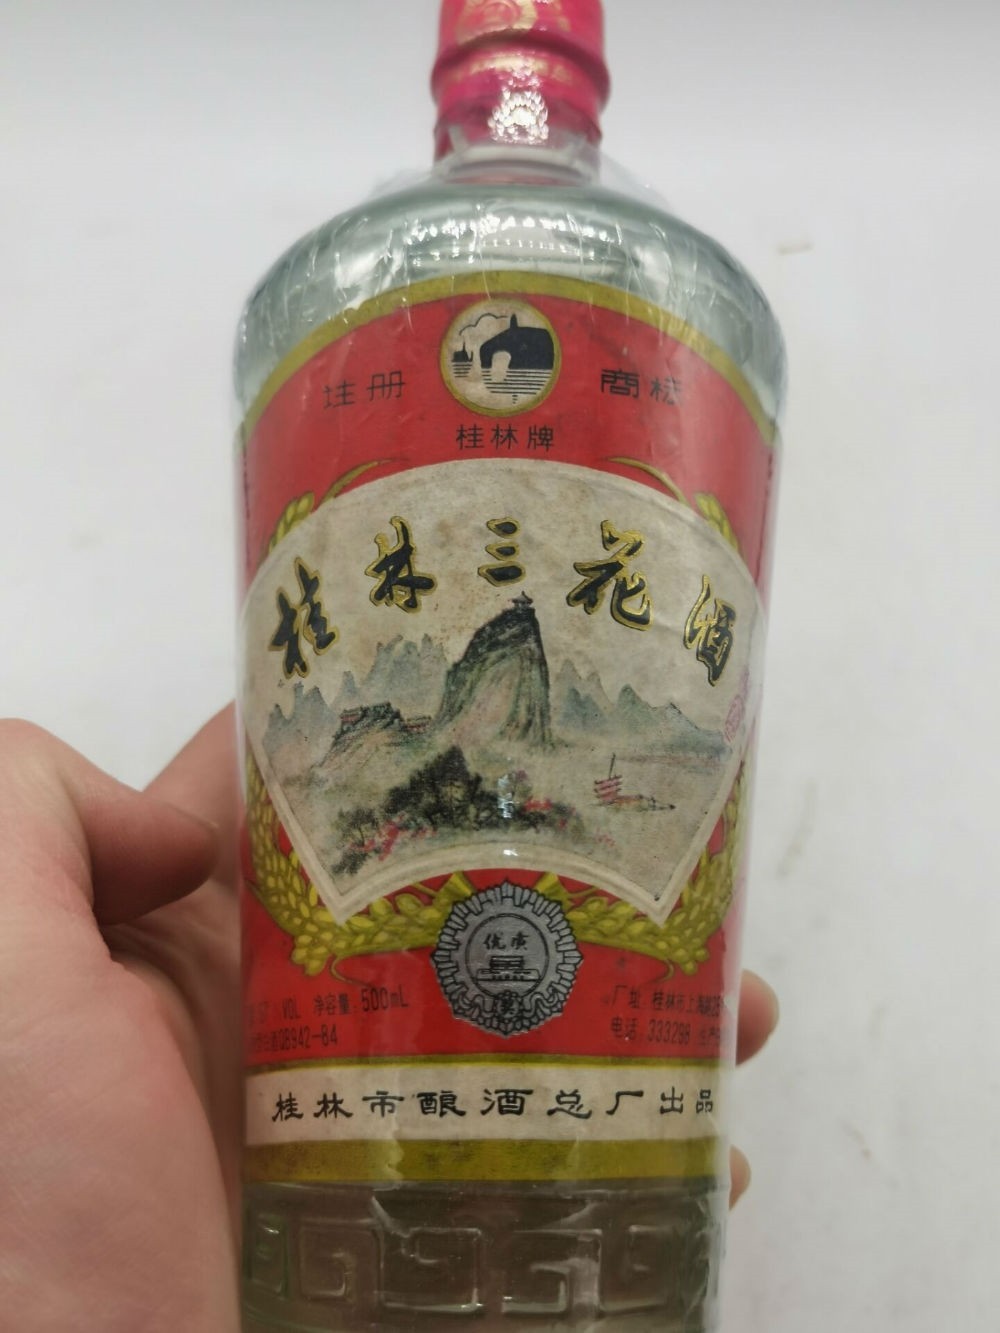 注册 商标
桂林牌
桂林三花酒
优质
奖
VOL 净容量：500mL
QB942-84
厂址：桂林市上海路
电话：333298
桂林市酿酒总厂出品